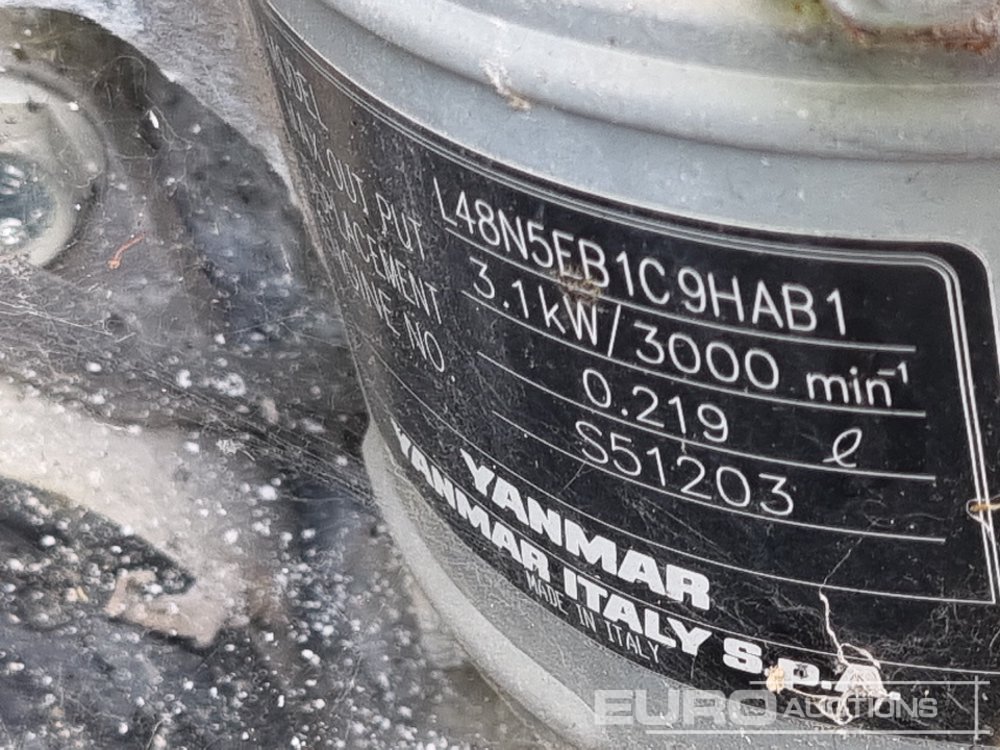 MODEL L48N5EB1C9HAB1
MAX OUT PUT 3.1kW/3000 min⁻¹
DISPLACEMENT 0.219 ℓ
ENGINE NO. S51203
YANMAR
YANMAR ITALY S.p.A.
MADE IN ITALY
EURO AUCTIONS